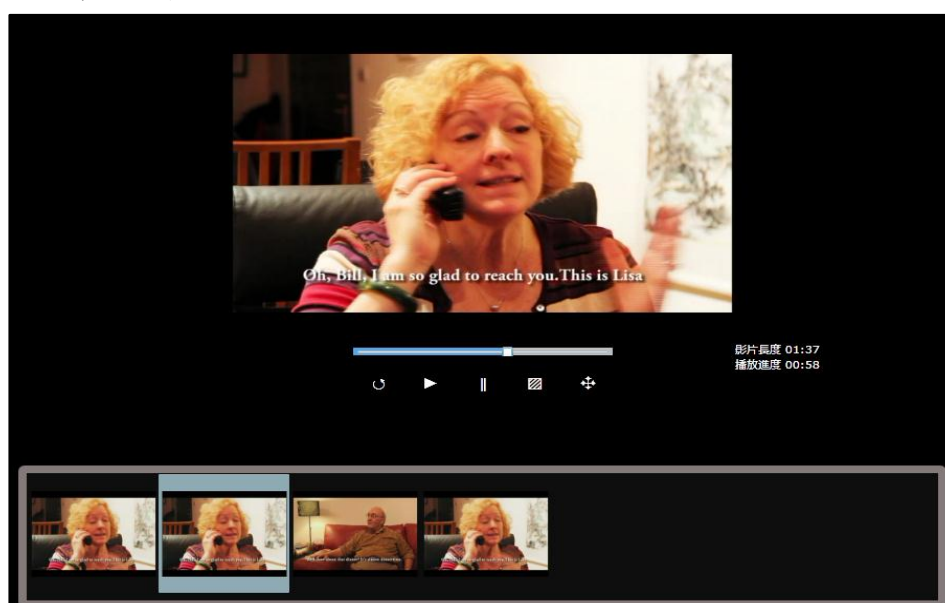 Oh, Bill, I am so glad to reach you.This is Lisa
影片長度 01:37
播放進度 00:58